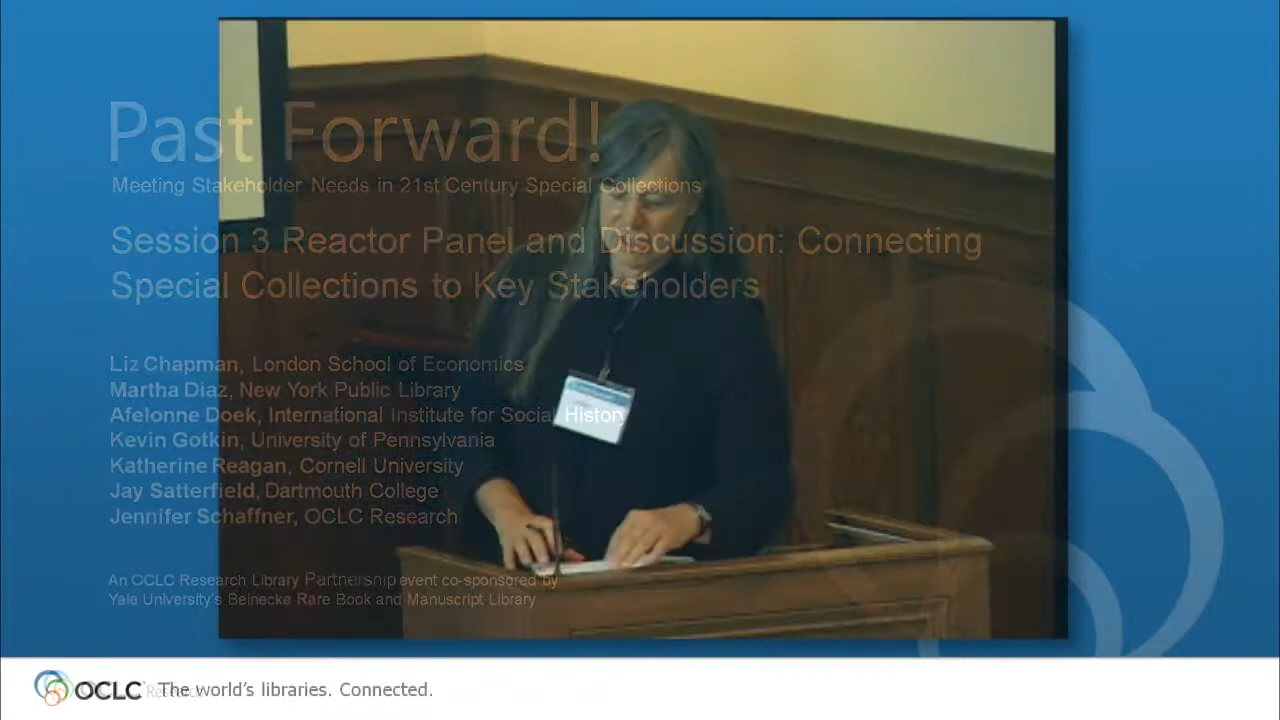 Past Forward!
Meeting Stakeholder Needs in 21st Century Special Collections
Session 3 Reactor Panel and Discussion: Connecting
Special Collections to Key Stakeholders
Liz Chapman, London School of Economics
Martha Diaz, New York Public Library
Afelonne Doek, International Institute for Social History
Kevin Gotkin, University of Pennsylvania
Katherine Reagan, Cornell University
Jay Satterfield, Dartmouth College
Jennifer Schaffner, OCLC Research
An OCLC Research Library Partnership event co-sponsored by
Yale University's Beinecke Rare Book and Manuscript Library
OCLC Research The world's libraries. Connected.